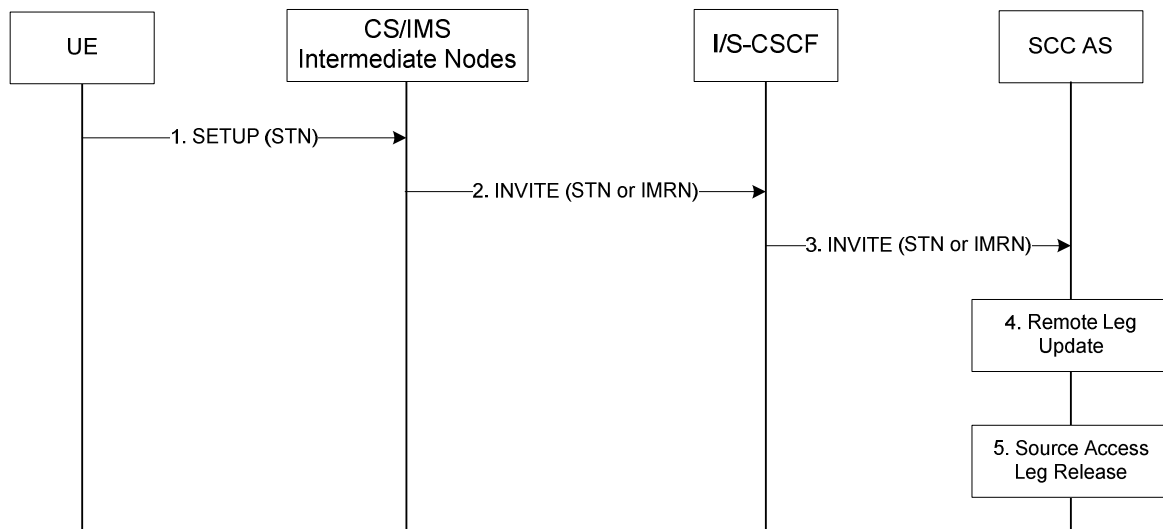 UE
CS/IMS
Intermediate Nodes
I/S-CSCF
SCC AS
1. SETUP (STN)
2. INVITE (STN or IMRN)
3. INVITE (STN or IMRN)
4. Remote Leg
Update
5. Source Access
Leg Release